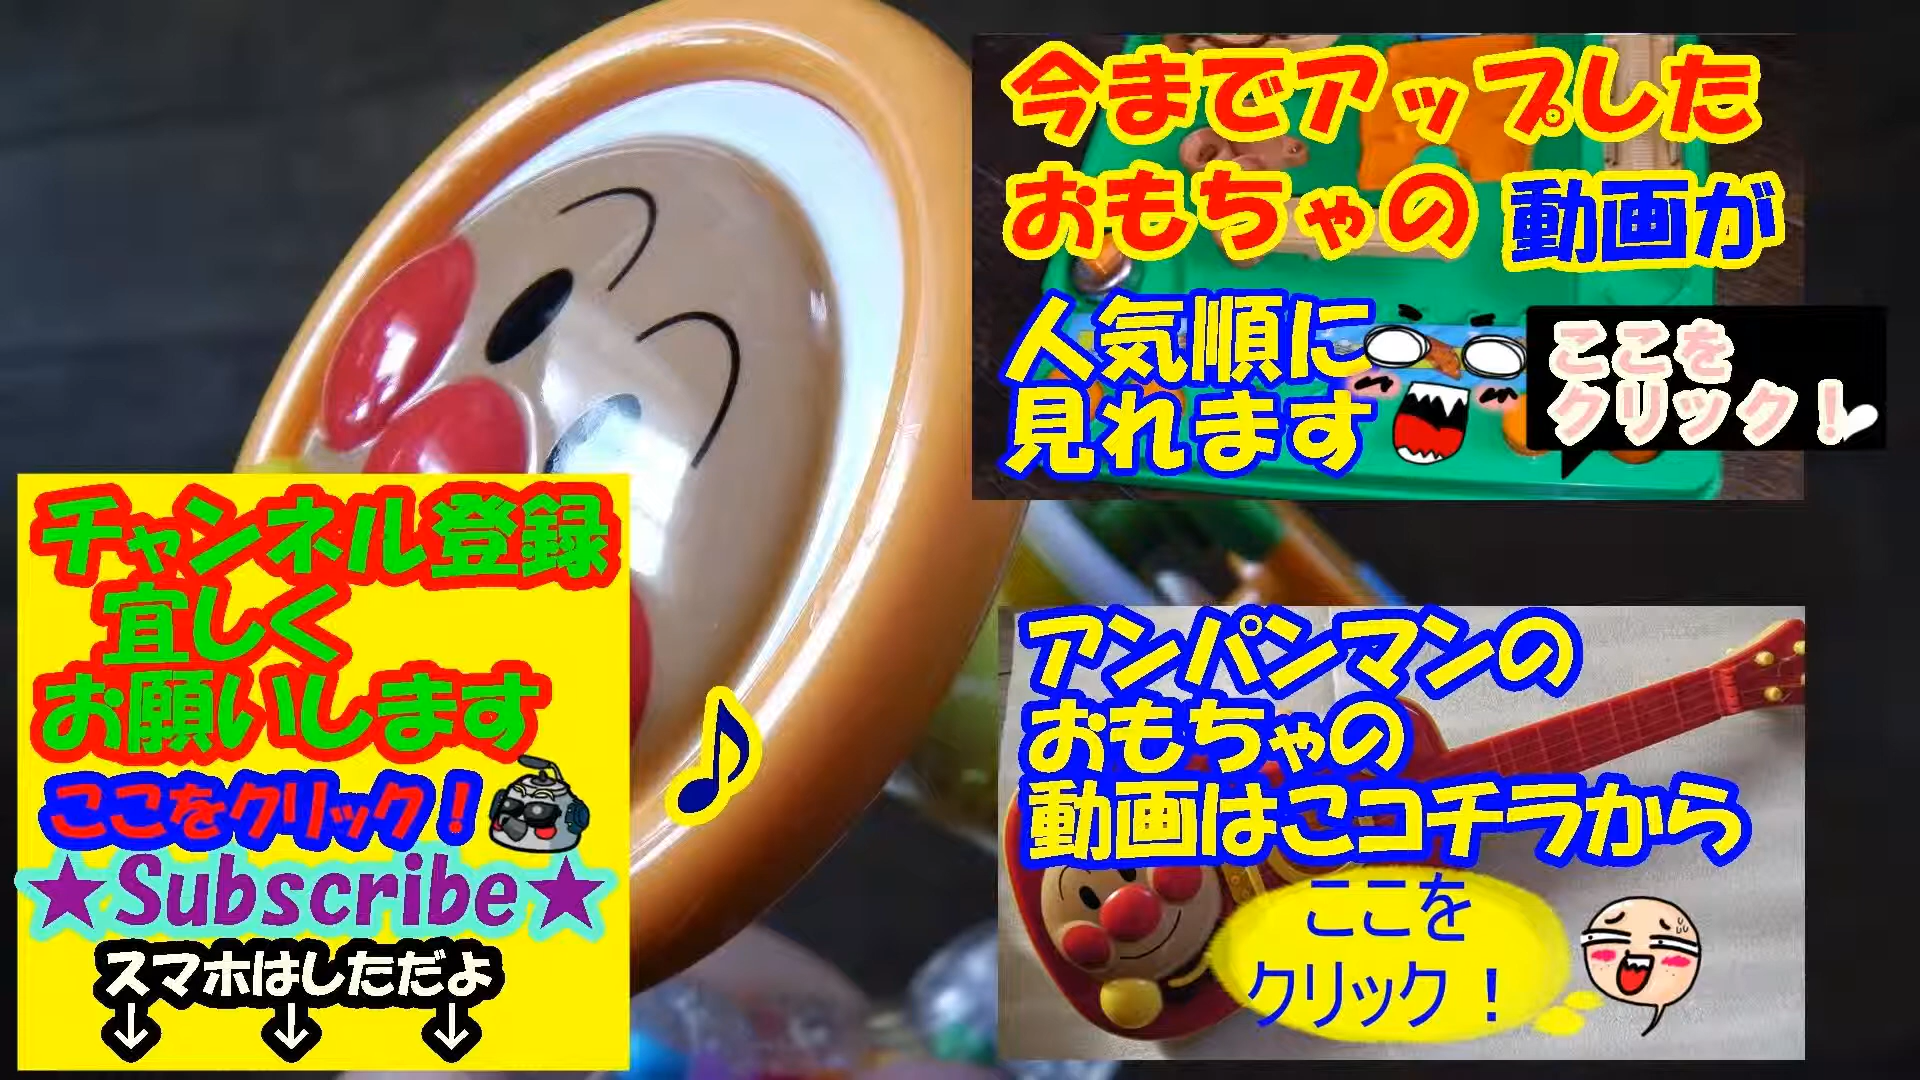 今までアップした
おもちゃの動画が
人気順に
見れます
ここを
クリック!
チャンネル登録
宜しく
お願いします
ここをクリック!
★Subscribe★
スマホはしただよ
↓ ↓ ↓
アンパンマンの
おもちゃの
動画はこコチラから
ここを
クリック!